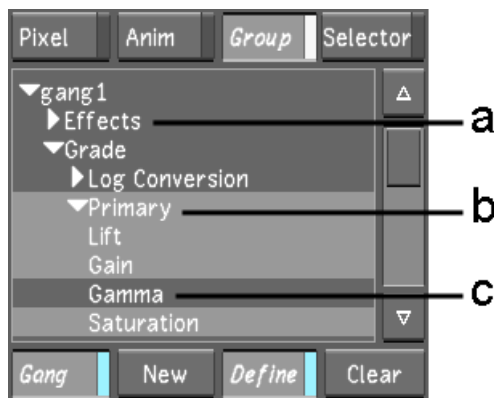 Pixel Anim Group Selector
gang1
Effects a
Grade
Log Conversion
Primary b
Lift
Gain
Gamma c
Saturation
Gang New Define Clear